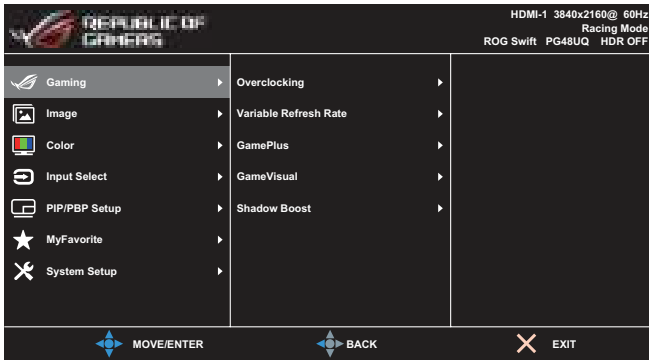 REPUBLIC OF
GAMERS
HDMI-1 3840x2160@ 60Hz
Racing Mode
ROG Swift PG48UQ HDR OFF
Gaming
Image
Color
Input Select
PIP/PBP Setup
MyFavorite
System Setup
Overclocking
Variable Refresh Rate
GamePlus
GameVisual
Shadow Boost
MOVE/ENTER
BACK
EXIT